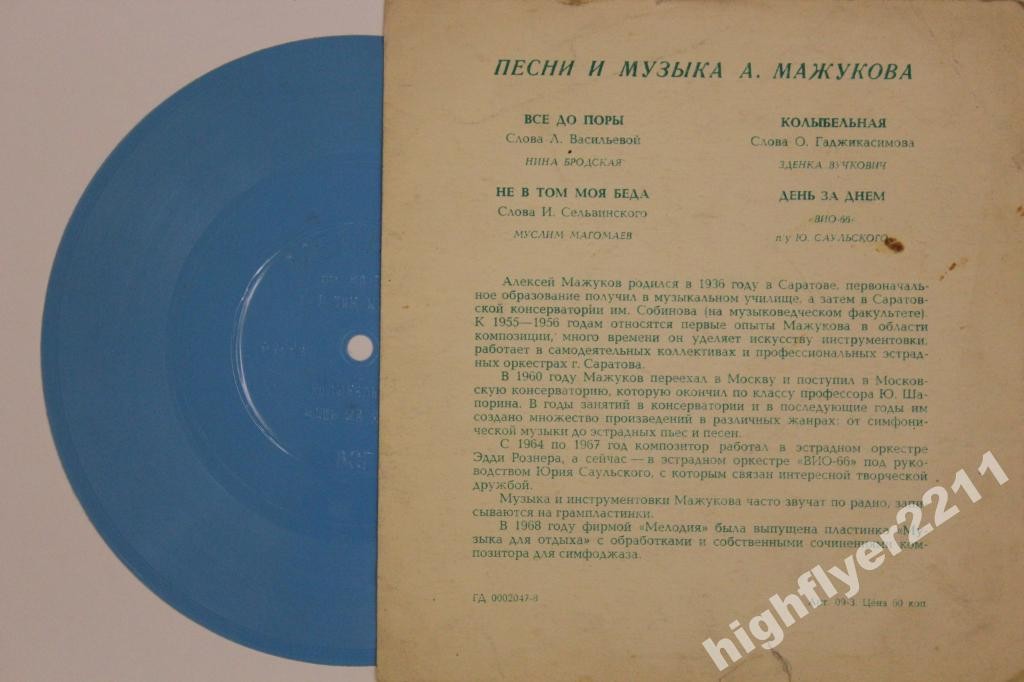 ПЕСНИ И МУЗЫКА А. МАЖУКОВА
ВСЕ ДО ПОРЫ
Слова Л. Васильевой
НИНА БРОДСКАЯ
НЕ В ТОМ МОЯ БЕДА
Слова И. Сельвинского
МУСЛИМ МАГОМАЕВ
КОЛЫБЕЛЬНАЯ
Слова О. Гаджикасимова
ЗДЕНКА ВУЧКОВИЧ
ДЕНЬ ЗА ДНЕМ
«ВИО-66»
п/у Ю. САУЛЬСКОГО
Алексей Мажуков родился в 1936 году в Саратове, первоначаль-
ное образование получил в музыкальном училище, а затем в Саратов-
ской консерватории им. Собинова (на музыковедческом факультете).
К 1955—1956 годам относятся первые опыты Мажукова в области
композиции, много времени он уделяет искусству инструментовки,
работает в самодеятельных коллективах и профессиональных эстрад-
ных оркестрах г. Саратова.
В 1960 году Мажуков переехал в Москву и поступил в Москов-
скую консерваторию, которую окончил по классу профессора Ю. Ша-
порина. В годы занятий в консерватории и в последующие годы им
создано множество произведений в различных жанрах: от симфони-
ческой музыки до эстрадных пьес и песен.
С 1964 по 1967 год композитор работал в эстрадном оркестре
Эдди Рознера, а сейчас — в эстрадном оркестре «ВИО-66» под руко-
водством Юрия Саульского, с которым связан интересной творческой
дружбой.
Музыка и инструментовки Мажукова часто звучат по радио, запи-
сываются на грампластинки.
В 1968 году фирмой «Мелодия» была выпущена пластинка «Му-
зыка для отдыха» с обработками и собственными сочинениями ком-
позитора для симфоджаза.
ГД 0002047-8
Арт. 09-3. Цена 60 коп
highflyer2211